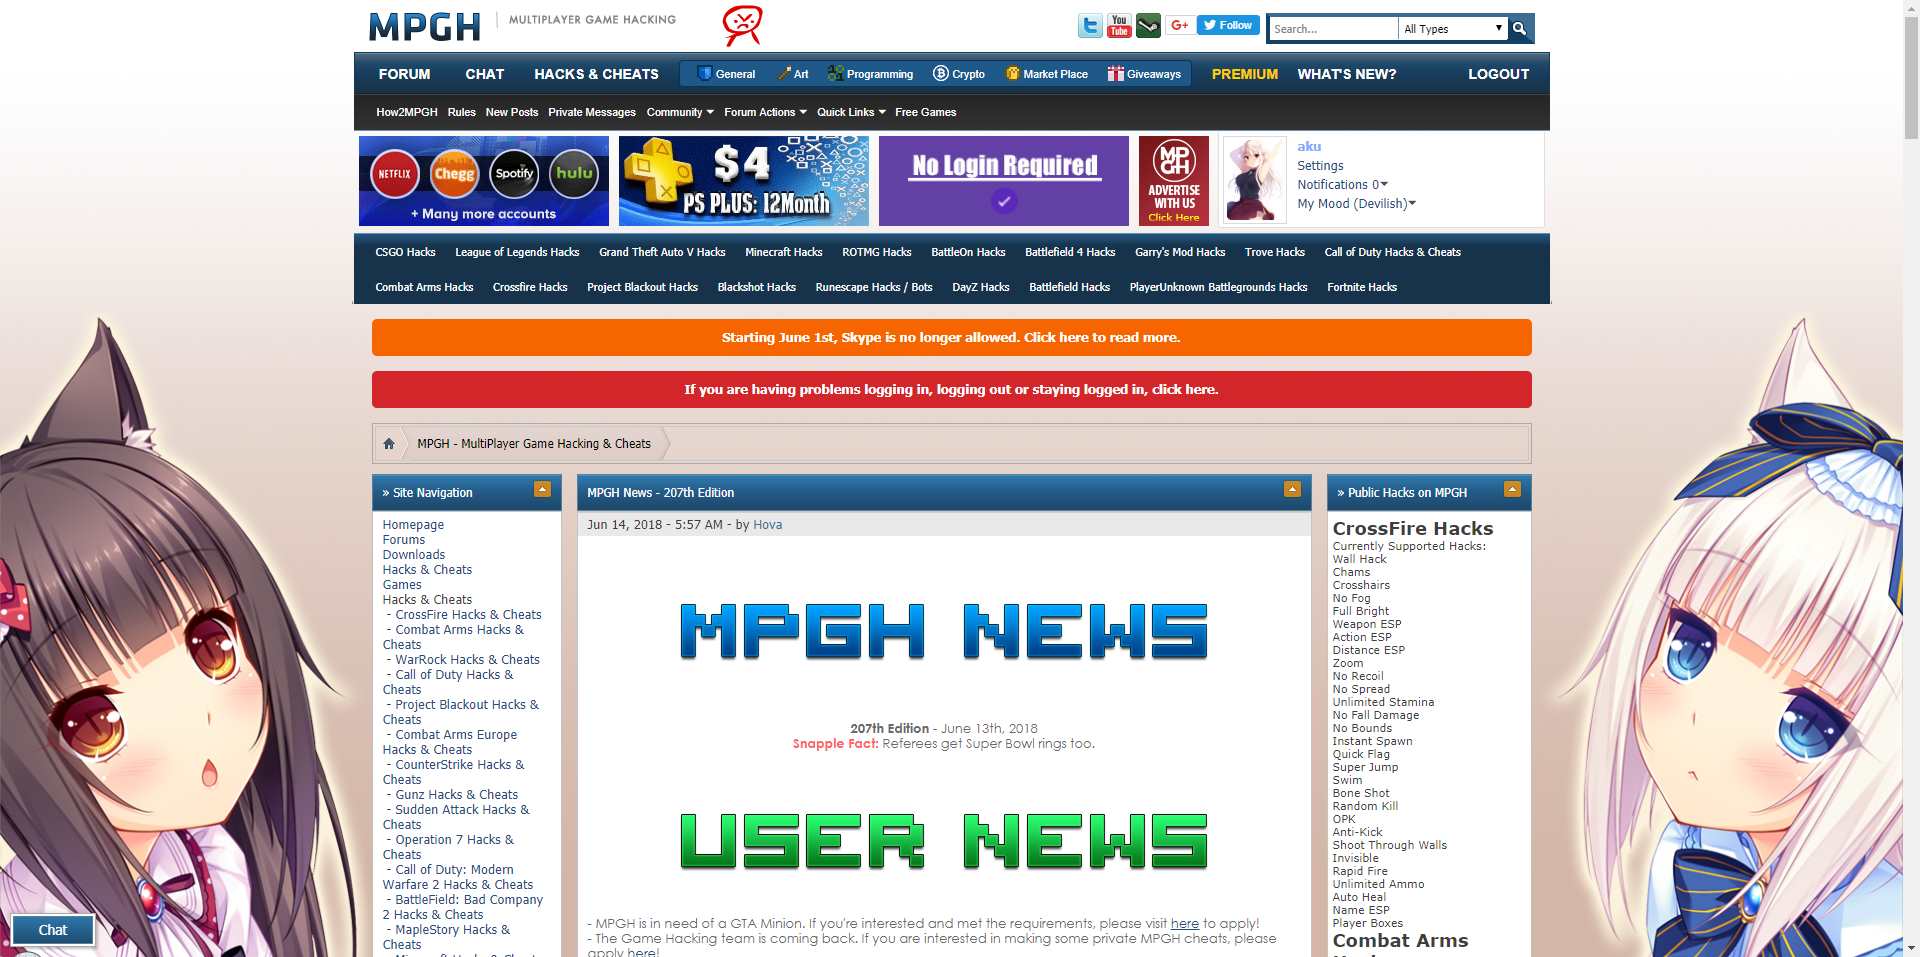 MPGH
MULTIPLAYER GAME HACKING
You
Tube
G+
Follow
Search...
All Types
FORUM
CHAT
HACKS & CHEATS
General
Art
Programming
Crypto
Market Place
Giveaways
PREMIUM
WHAT'S NEW?
LOGOUT
How2MPGH
Rules
New Posts
Private Messages
Community
Forum Actions
Quick Links
Free Games
NETFLIX
Chegg
Spotify
hulu
+ Many more accounts
$4
PS PLUS: 12Month
No Login Required
MPGH
ADVERTISE
WITH US
Click Here
aku
Settings
Notifications 0
My Mood (Devilish)
CSGO Hacks
League of Legends Hacks
Grand Theft Auto V Hacks
Minecraft Hacks
ROTMG Hacks
BattleOn Hacks
Battlefield 4 Hacks
Garry's Mod Hacks
Trove Hacks
Call of Duty Hacks & Cheats
Combat Arms Hacks
Crossfire Hacks
Project Blackout Hacks
Blackshot Hacks
Runescape Hacks / Bots
DayZ Hacks
Battlefield Hacks
PlayerUnknown Battlegrounds Hacks
Fortnite Hacks
Starting June 1st, Skype is no longer allowed. Click here to read more.
If you are having problems logging in, logging out or staying logged in, click here.
MPGH - MultiPlayer Game Hacking & Cheats
» Site Navigation
Homepage
Forums
Downloads
Hacks & Cheats
Games
Hacks & Cheats
- CrossFire Hacks & Cheats
- Combat Arms Hacks &
Cheats
- WarRock Hacks & Cheats
- Call of Duty Hacks &
Cheats
- Project Blackout Hacks &
Cheats
- Combat Arms Europe
Hacks & Cheats
- CounterStrike Hacks &
Cheats
- Gunz Hacks & Cheats
- Sudden Attack Hacks &
Cheats
- Operation 7 Hacks &
Cheats
- Call of Duty: Modern
Warfare 2 Hacks & Cheats
- BattleField: Bad Company
2 Hacks & Cheats
- MapleStory Hacks &
Cheats
MPGH News - 207th Edition
Jun 14, 2018 - 5:57 AM - by Hova
MPGH NEWS
207th Edition - June 13th, 2018
Snapple Fact: Referees get Super Bowl rings too.
USER NEWS
- MPGH is in need of a GTA Minion. If you're interested and met the requirements, please visit here to apply!
- The Game Hacking team is coming back. If you are interested in making some private MPGH cheats, please
apply here!
» Public Hacks on MPGH
CrossFire Hacks
Currently Supported Hacks:
Wall Hack
Chams
Crosshairs
No Fog
Full Bright
Weapon ESP
Action ESP
Distance ESP
Zoom
No Recoil
No Spread
Unlimited Stamina
No Fall Damage
No Bounds
Instant Spawn
Quick Flag
Super Jump
Swim
Bone Shot
Random Kill
OPK
Anti-Kick
Shoot Through Walls
Invisible
Rapid Fire
Unlimited Ammo
Auto Heal
Name ESP
Player Boxes
Combat Arms
Chat